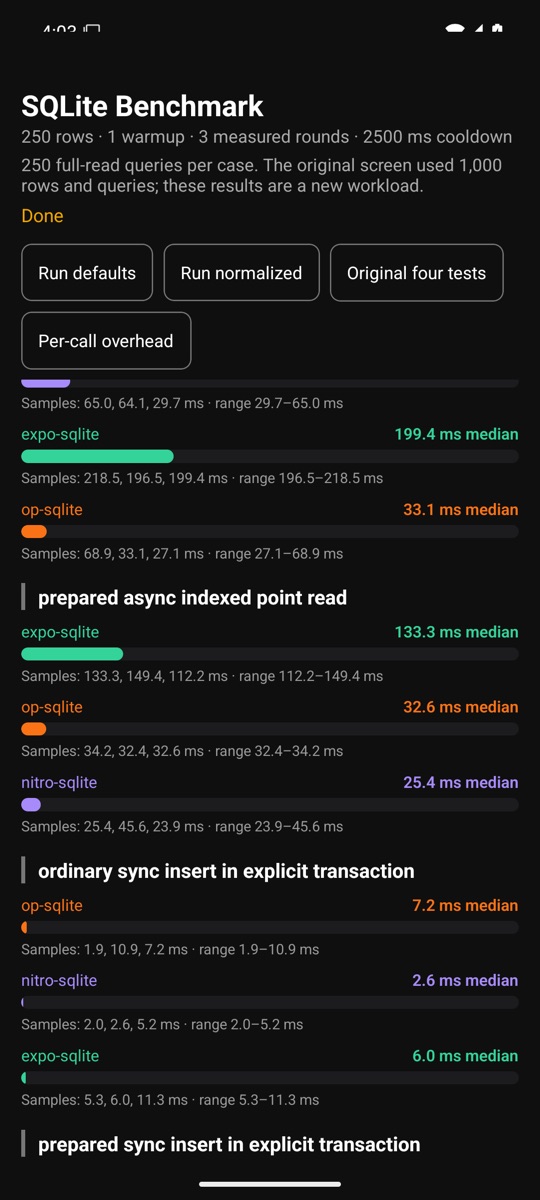 4:02
SQLite Benchmark
250 rows · 1 warmup · 3 measured rounds · 2500 ms cooldown
250 full-read queries per case. The original screen used 1,000
rows and queries; these results are a new workload.
Done
Run defaults
Run normalized
Original four tests
Per-call overhead
Samples: 65.0, 64.1, 29.7 ms · range 29.7–65.0 ms
expo-sqlite 199.4 ms median
Samples: 218.5, 196.5, 199.4 ms · range 196.5–218.5 ms
op-sqlite 33.1 ms median
Samples: 68.9, 33.1, 27.1 ms · range 27.1–68.9 ms
prepared async indexed point read
expo-sqlite 133.3 ms median
Samples: 133.3, 149.4, 112.2 ms · range 112.2–149.4 ms
op-sqlite 32.6 ms median
Samples: 34.2, 32.4, 32.6 ms · range 32.4–34.2 ms
nitro-sqlite 25.4 ms median
Samples: 25.4, 45.6, 23.9 ms · range 23.9–45.6 ms
ordinary sync insert in explicit transaction
op-sqlite 7.2 ms median
Samples: 1.9, 10.9, 7.2 ms · range 1.9–10.9 ms
nitro-sqlite 2.6 ms median
Samples: 2.0, 2.6, 5.2 ms · range 2.0–5.2 ms
expo-sqlite 6.0 ms median
Samples: 5.3, 6.0, 11.3 ms · range 5.3–11.3 ms
prepared sync insert in explicit transaction